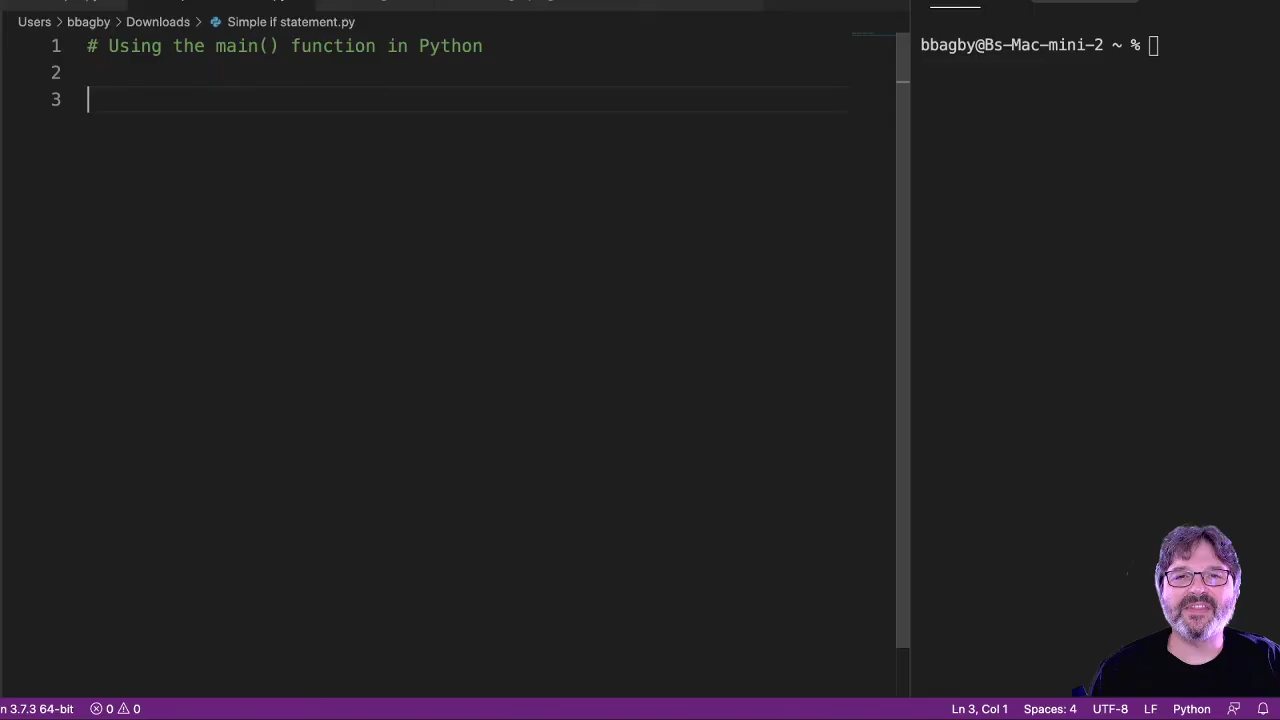 Users > bbagby > Downloads > Simple if statement.py
1 # Using the main() function in Python
2
3
bbagby@Bs-Mac-mini-2 ~ %
n 3.7.3 64-bit 0 0 Ln 3, Col 1 Spaces: 4 UTF-8 LF Python